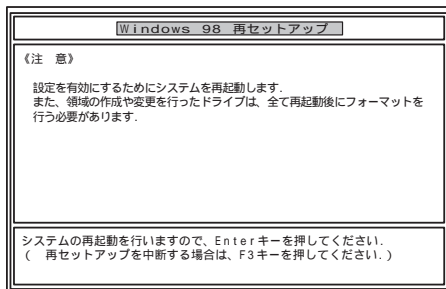 Windows 98 再セットアップ
《注 意》
設定を有効にするためにシステムを再起動します.
また、領域の作成や変更を行ったドライブは、全て再起動後にフォーマットを
行う必要があります.
システムの再起動を行いますので、Enterキーを押してください.
( 再セットアップを中断する場合は、F3キーを押してください.)